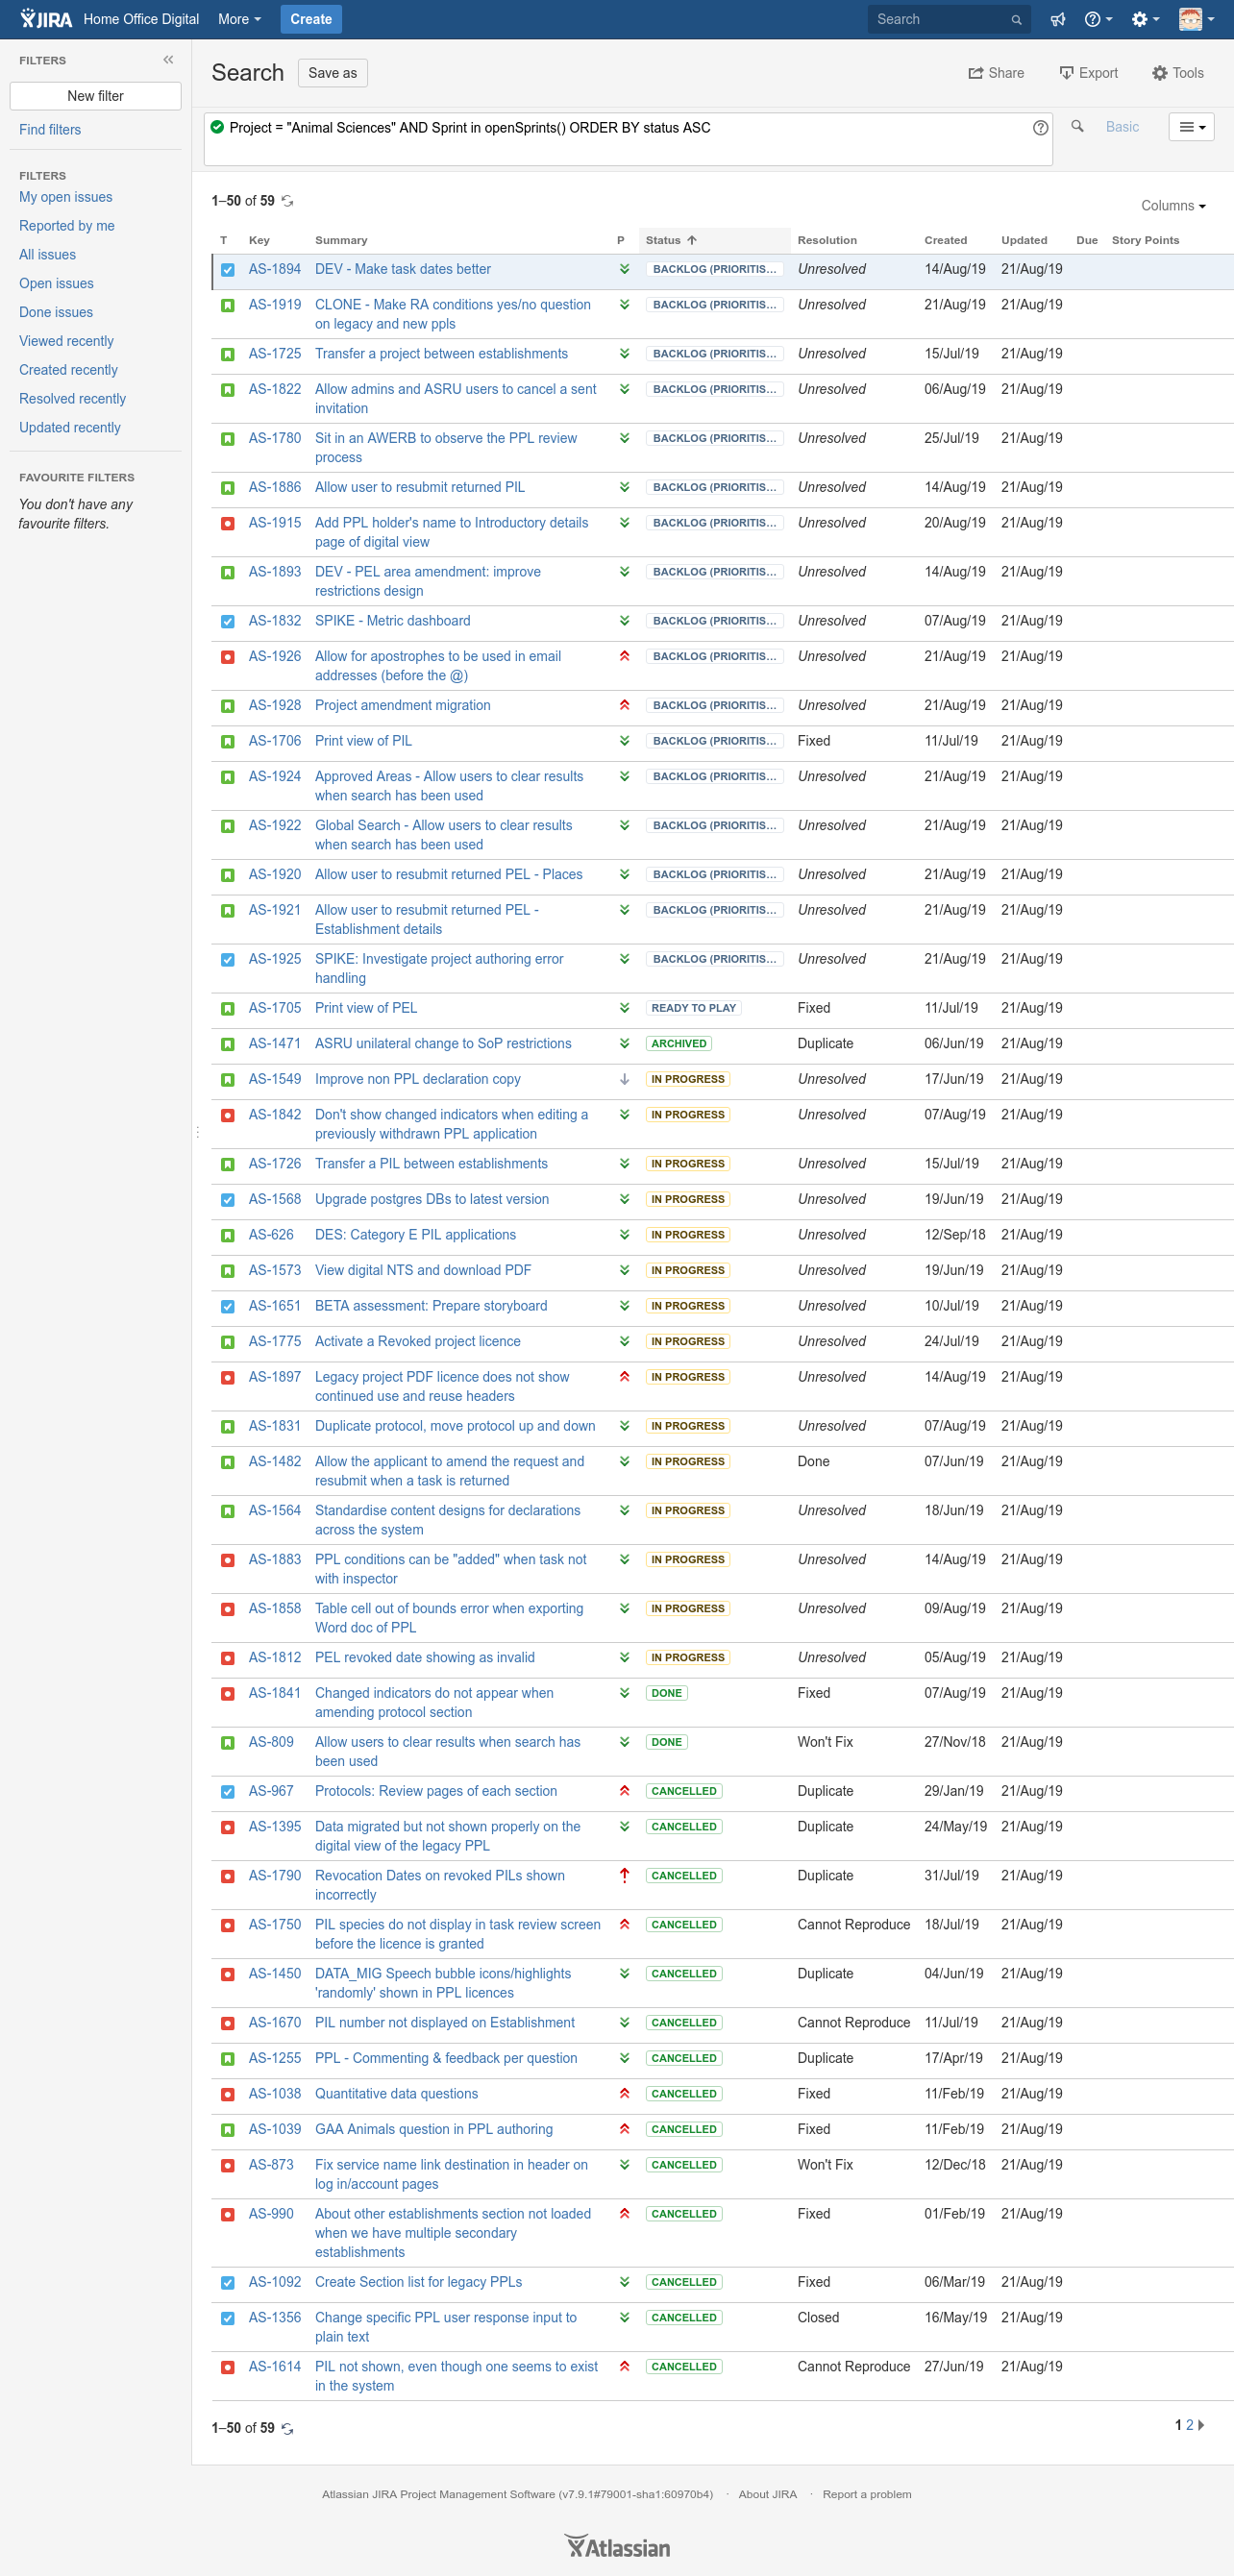 JIRA Home Office Digital More Create Search
FILTERS
New filter
Find filters
FILTERS
My open issues
Reported by me
All issues
Open issues
Done issues
Viewed recently
Created recently
Resolved recently
Updated recently
FAVOURITE FILTERS
You don't have any
favourite filters.
Search Save as Share Export Tools
Project = "Animal Sciences" AND Sprint in openSprints() ORDER BY status ASC Basic
1–50 of 59
Columns
T Key Summary P Status Resolution Created Updated Due Story Points
AS-1894 DEV - Make task dates better BACKLOG (PRIORITIS... Unresolved 14/Aug/19 21/Aug/19
AS-1919 CLONE - Make RA conditions yes/no question BACKLOG (PRIORITIS... Unresolved 21/Aug/19 21/Aug/19
on legacy and new ppls
AS-1725 Transfer a project between establishments BACKLOG (PRIORITIS... Unresolved 15/Jul/19 21/Aug/19
AS-1822 Allow admins and ASRU users to cancel a sent BACKLOG (PRIORITIS... Unresolved 06/Aug/19 21/Aug/19
invitation
AS-1780 Sit in an AWERB to observe the PPL review BACKLOG (PRIORITIS... Unresolved 25/Jul/19 21/Aug/19
process
AS-1886 Allow user to resubmit returned PIL BACKLOG (PRIORITIS... Unresolved 14/Aug/19 21/Aug/19
AS-1915 Add PPL holder's name to Introductory details BACKLOG (PRIORITIS... Unresolved 20/Aug/19 21/Aug/19
page of digital view
AS-1893 DEV - PEL area amendment: improve BACKLOG (PRIORITIS... Unresolved 14/Aug/19 21/Aug/19
restrictions design
AS-1832 SPIKE - Metric dashboard BACKLOG (PRIORITIS... Unresolved 07/Aug/19 21/Aug/19
AS-1926 Allow for apostrophes to be used in email BACKLOG (PRIORITIS... Unresolved 21/Aug/19 21/Aug/19
addresses (before the @)
AS-1928 Project amendment migration BACKLOG (PRIORITIS... Unresolved 21/Aug/19 21/Aug/19
AS-1706 Print view of PIL BACKLOG (PRIORITIS... Fixed 11/Jul/19 21/Aug/19
AS-1924 Approved Areas - Allow users to clear results BACKLOG (PRIORITIS... Unresolved 21/Aug/19 21/Aug/19
when search has been used
AS-1922 Global Search - Allow users to clear results BACKLOG (PRIORITIS... Unresolved 21/Aug/19 21/Aug/19
when search has been used
AS-1920 Allow user to resubmit returned PEL - Places BACKLOG (PRIORITIS... Unresolved 21/Aug/19 21/Aug/19
AS-1921 Allow user to resubmit returned PEL - BACKLOG (PRIORITIS... Unresolved 21/Aug/19 21/Aug/19
Establishment details
AS-1925 SPIKE: Investigate project authoring error BACKLOG (PRIORITIS... Unresolved 21/Aug/19 21/Aug/19
handling
AS-1705 Print view of PEL READY TO PLAY Fixed 11/Jul/19 21/Aug/19
AS-1471 ASRU unilateral change to SoP restrictions ARCHIVED Duplicate 06/Jun/19 21/Aug/19
AS-1549 Improve non PPL declaration copy IN PROGRESS Unresolved 17/Jun/19 21/Aug/19
AS-1842 Don't show changed indicators when editing a IN PROGRESS Unresolved 07/Aug/19 21/Aug/19
previously withdrawn PPL application
AS-1726 Transfer a PIL between establishments IN PROGRESS Unresolved 15/Jul/19 21/Aug/19
AS-1568 Upgrade postgres DBs to latest version IN PROGRESS Unresolved 19/Jun/19 21/Aug/19
AS-626 DES: Category E PIL applications IN PROGRESS Unresolved 12/Sep/18 21/Aug/19
AS-1573 View digital NTS and download PDF IN PROGRESS Unresolved 19/Jun/19 21/Aug/19
AS-1651 BETA assessment: Prepare storyboard IN PROGRESS Unresolved 10/Jul/19 21/Aug/19
AS-1775 Activate a Revoked project licence IN PROGRESS Unresolved 24/Jul/19 21/Aug/19
AS-1897 Legacy project PDF licence does not show IN PROGRESS Unresolved 14/Aug/19 21/Aug/19
continued use and reuse headers
AS-1831 Duplicate protocol, move protocol up and down IN PROGRESS Unresolved 07/Aug/19 21/Aug/19
AS-1482 Allow the applicant to amend the request and IN PROGRESS Done 07/Jun/19 21/Aug/19
resubmit when a task is returned
AS-1564 Standardise content designs for declarations IN PROGRESS Unresolved 18/Jun/19 21/Aug/19
across the system
AS-1883 PPL conditions can be "added" when task not IN PROGRESS Unresolved 14/Aug/19 21/Aug/19
with inspector
AS-1858 Table cell out of bounds error when exporting IN PROGRESS Unresolved 09/Aug/19 21/Aug/19
Word doc of PPL
AS-1812 PEL revoked date showing as invalid IN PROGRESS Unresolved 05/Aug/19 21/Aug/19
AS-1841 Changed indicators do not appear when DONE Fixed 07/Aug/19 21/Aug/19
amending protocol section
AS-809 Allow users to clear results when search has DONE Won't Fix 27/Nov/18 21/Aug/19
been used
AS-967 Protocols: Review pages of each section CANCELLED Duplicate 29/Jan/19 21/Aug/19
AS-1395 Data migrated but not shown properly on the CANCELLED Duplicate 24/May/19 21/Aug/19
digital view of the legacy PPL
AS-1790 Revocation Dates on revoked PILs shown CANCELLED Duplicate 31/Jul/19 21/Aug/19
incorrectly
AS-1750 PIL species do not display in task review screen CANCELLED Cannot Reproduce 18/Jul/19 21/Aug/19
before the licence is granted
AS-1450 DATA_MIG Speech bubble icons/highlights CANCELLED Duplicate 04/Jun/19 21/Aug/19
'randomly' shown in PPL licences
AS-1670 PIL number not displayed on Establishment CANCELLED Cannot Reproduce 11/Jul/19 21/Aug/19
AS-1255 PPL - Commenting & feedback per question CANCELLED Duplicate 17/Apr/19 21/Aug/19
AS-1038 Quantitative data questions CANCELLED Fixed 11/Feb/19 21/Aug/19
AS-1039 GAA Animals question in PPL authoring CANCELLED Fixed 11/Feb/19 21/Aug/19
AS-873 Fix service name link destination in header on CANCELLED Won't Fix 12/Dec/18 21/Aug/19
log in/account pages
AS-990 About other establishments section not loaded CANCELLED Fixed 01/Feb/19 21/Aug/19
when we have multiple secondary
establishments
AS-1092 Create Section list for legacy PPLs CANCELLED Fixed 06/Mar/19 21/Aug/19
AS-1356 Change specific PPL user response input to CANCELLED Closed 16/May/19 21/Aug/19
plain text
AS-1614 PIL not shown, even though one seems to exist CANCELLED Cannot Reproduce 27/Jun/19 21/Aug/19
in the system
1–50 of 59 1 2
Atlassian JIRA Project Management Software (v7.9.1#79001-sha1:60970b4) · About JIRA · Report a problem
Atlassian